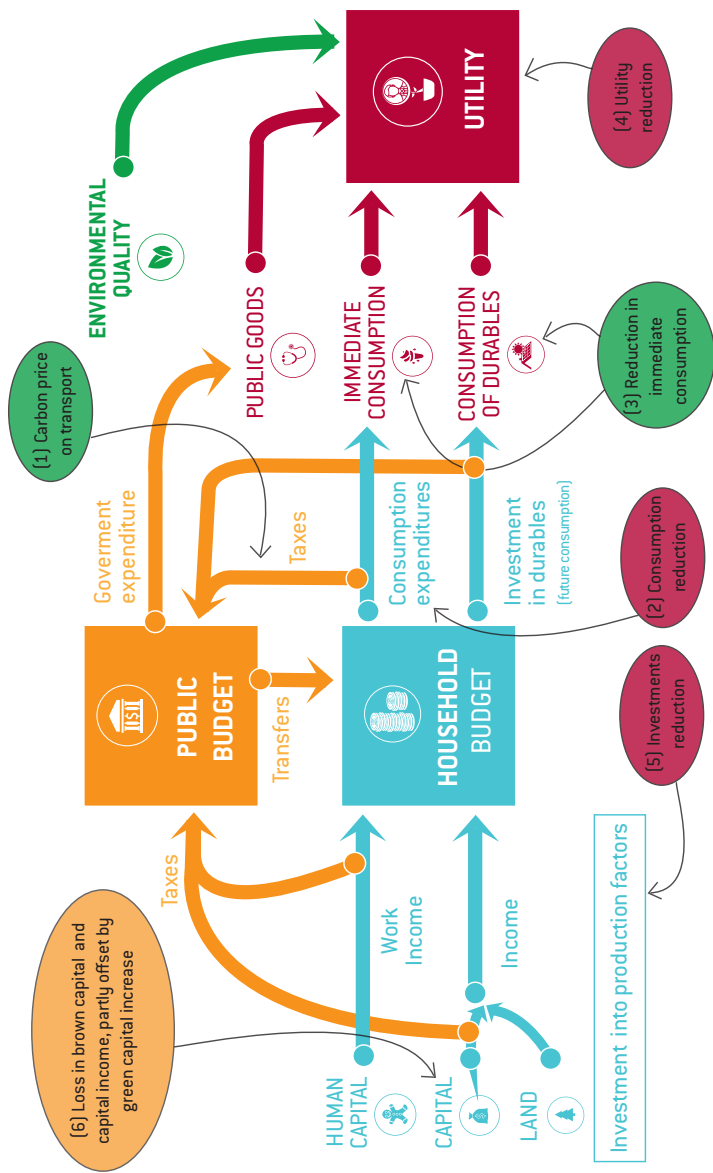 (6) Loss in brown capital and
capital income, partly offset by
green capital increase
(1) Carbon price
on transport
ENVIRONMENTAL
QUALITY
Taxes
PUBLIC
BUDGET
Goverment
expenditure
PUBLIC GOODS
Transfers
Taxes
HUMAN
CAPITAL
Work
Income
HOUSEHOLD
BUDGET
Consumption
expenditures
IMMEDIATE
CONSUMPTION
UTILITY
CAPITAL
Income
LAND
Investment
in durables
(future consumption)
CONSUMPTION
OF DURABLES
Investment into production factors
(5) Investments
reduction
(2) Consumption
reduction
(3) Reduction in
immediate
consumption
(4) Utility
reduction